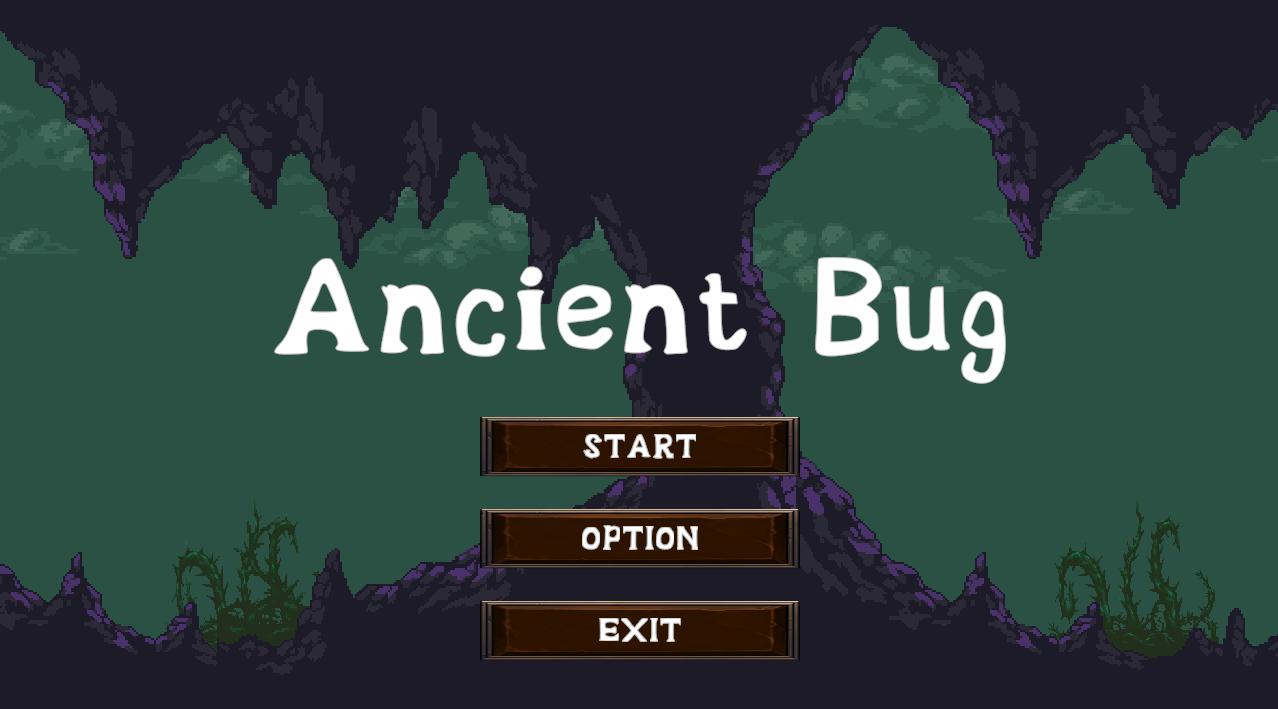 Ancient Bug
START
OPTION
EXIT